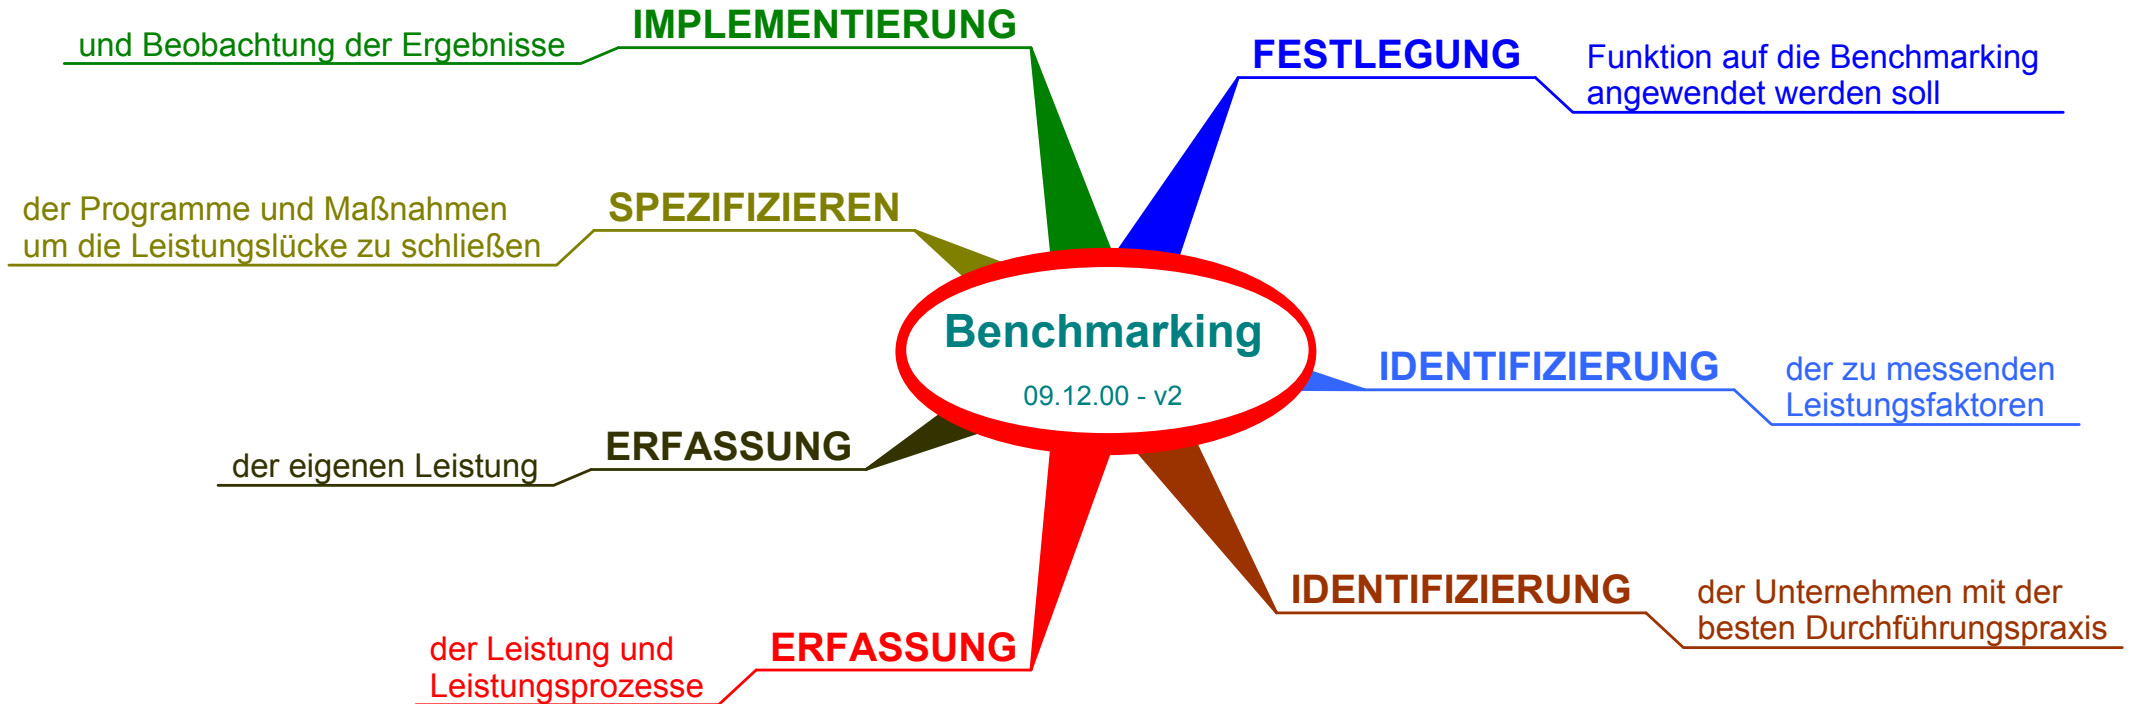 Benchmarking
09.12.00 - v2
FESTLEGUNG
Funktion auf die Benchmarking
angewendet werden soll
IDENTIFIZIERUNG
der zu messenden
Leistungsfaktoren
IDENTIFIZIERUNG
der Unternehmen mit der
besten Durchführungspraxis
ERFASSUNG
der Leistung und
Leistungsprozesse
ERFASSUNG
der eigenen Leistung
SPEZIFIZIEREN
der Programme und Maßnahmen
um die Leistungslücke zu schließen
IMPLEMENTIERUNG
und Beobachtung der Ergebnisse